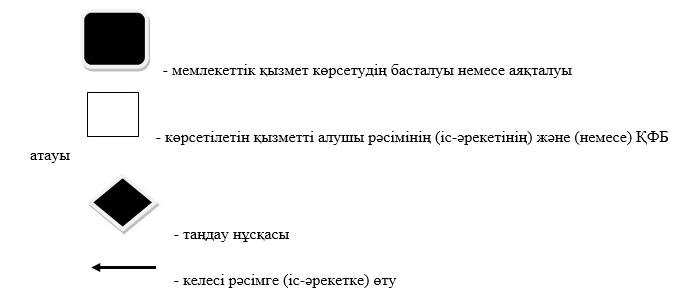 - мемлекеттік қызмет көрсетудің басталуы немесе аяқталуы
- көрсетілетін қызметті алушы рәсімінің (іс-әрекетінің) және (немесе) ҚФБ
атауы
- таңдау нұсқасы
- келесі рәсімге (іс-әрекетке) өту